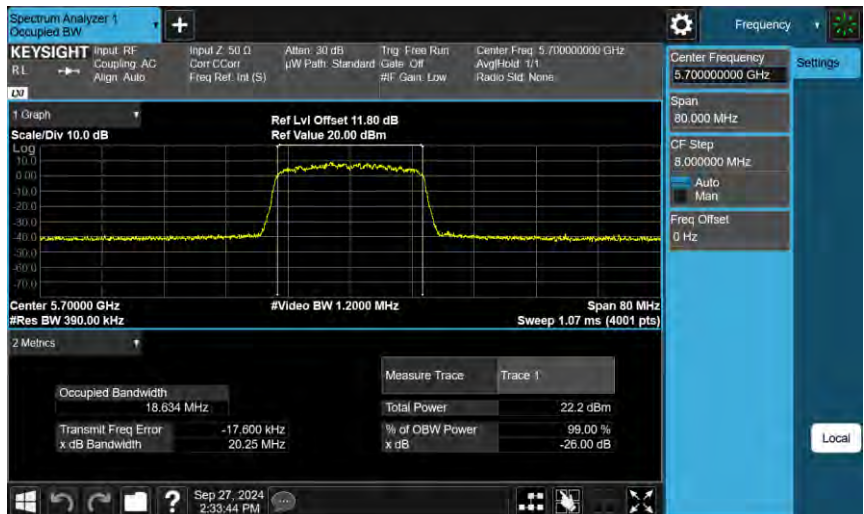 Spectrum Analyzer 1
Occupied BW
+
Frequency
KEYSIGHT
RL
LXI
Input: RF
Coupling: AC
Align: Auto
Input Z: 50 Ω
Corr CCorr
Freq Ref: Int (S)
Atten: 30 dB
µW Path: Standard
Trig: Free Run
Gate: Off
#IF Gain: Low
Center Freq: 5.700000000 GHz
Avg|Hold: 1/1
Radio Std: None
1 Graph
Scale/Div 10.0 dB
Ref Lvl Offset 11.80 dB
Ref Value 20.00 dBm
Log
10.0
0.00
-10.0
-20.0
-30.0
-40.0
-50.0
-60.0
-70.0
Center 5.70000 GHz
#Res BW 390.00 kHz
#Video BW 1.2000 MHz
Span 80 MHz
Sweep 1.07 ms (4001 pts)
2 Metrics
Measure Trace Trace 1
Occupied Bandwidth
18.634 MHz
Total Power 22.2 dBm
Transmit Freq Error -17.600 kHz
% of OBW Power 99.00 %
x dB Bandwidth 20.25 MHz
x dB -26.00 dB
Center Frequency
5.700000000 GHz
Settings
Span
80.000 MHz
CF Step
8.000000 MHz
Auto
Man
Freq Offset
0 Hz
Local
?
Sep 27, 2024
2:33:44 PM